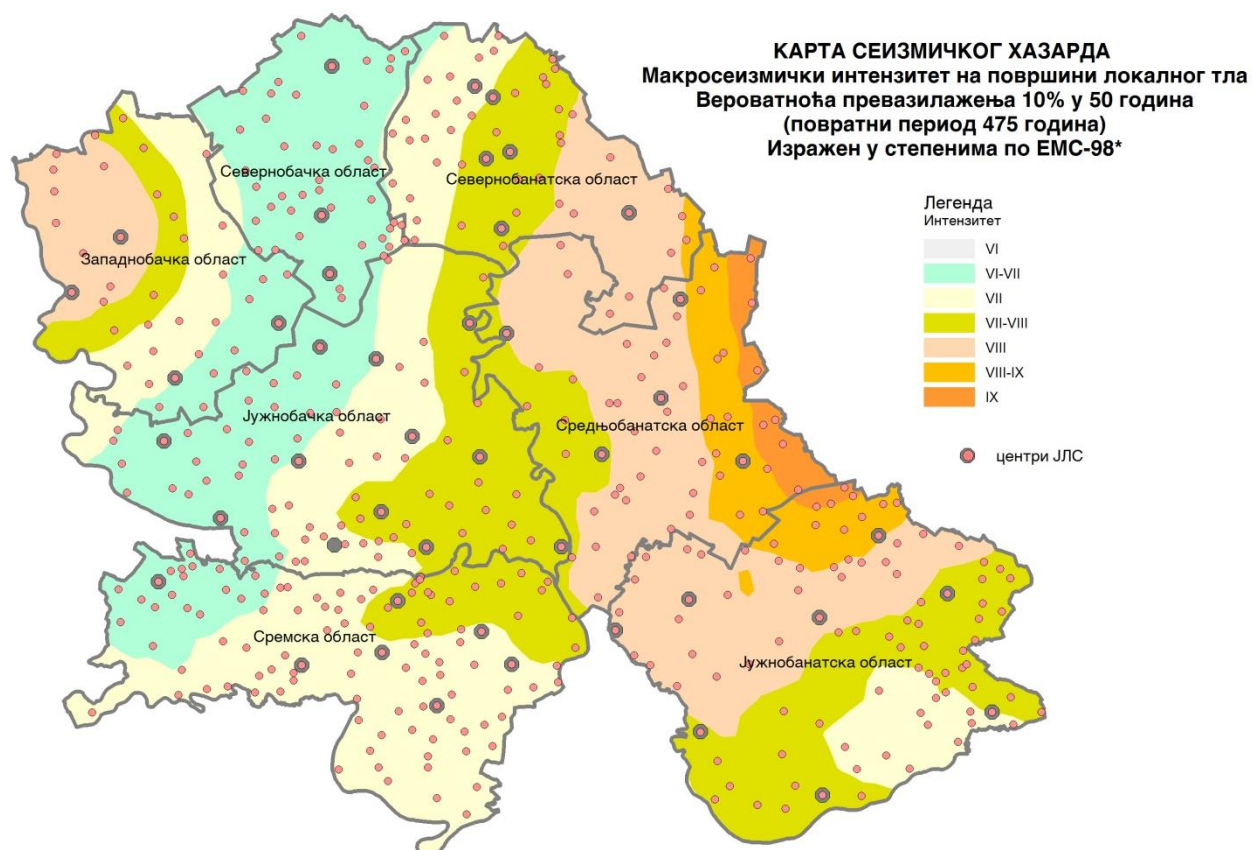 КАРТА СЕИЗМИЧКОГ ХАЗАРДА
Макросеизмички интензитет на површини локалног тла
Вероватноћа превазилажења 10% у 50 година
(повратни период 475 година)
Изражен у степенима по ЕМС-98*
Легенда
Интензитет
VI
VI-VII
VII
VII-VIII
VIII
VIII-IX
IX
центри ЈЛС
Севернобачка област
Севернобанатска област
Западнобачка област
Јужнобачка област
Средњобанатска област
Сремска област
Јужнобанатска област